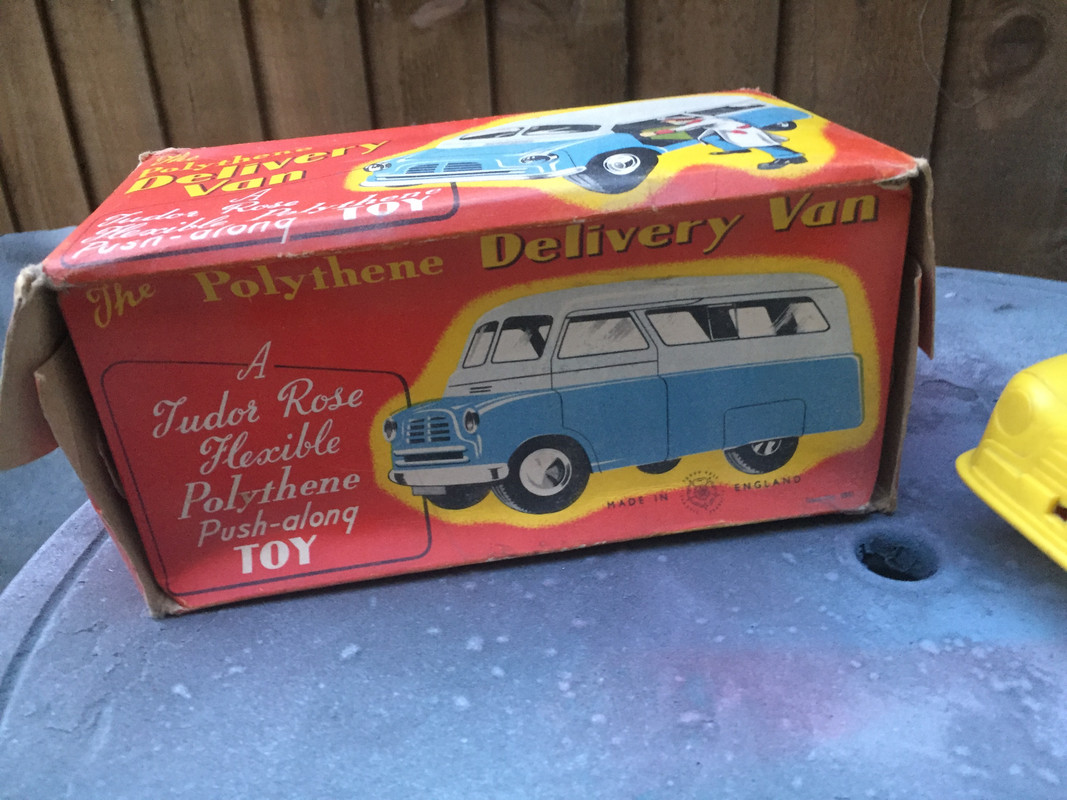 The
Polythene
Delivery
Van
A
Tudor Rose
Flexible Polythene
Push-along
TOY
The Polythene Delivery Van
A
Tudor Rose
Flexible
Polythene
Push-along
TOY
MADE IN ENGLAND